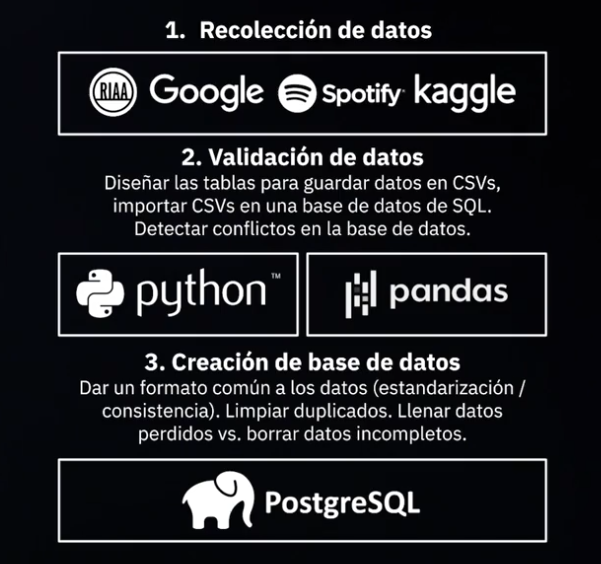 1. Recolección de datos
RIAA Google Spotify kaggle
2. Validación de datos
Diseñar las tablas para guardar datos en CSVs,
importar CSVs en una base de datos de SQL.
Detectar conflictos en la base de datos.
python™ pandas
3. Creación de base de datos
Dar un formato común a los datos (estandarización /
consistencia). Limpiar duplicados. Llenar datos
perdidos vs. borrar datos incompletos.
PostgreSQL